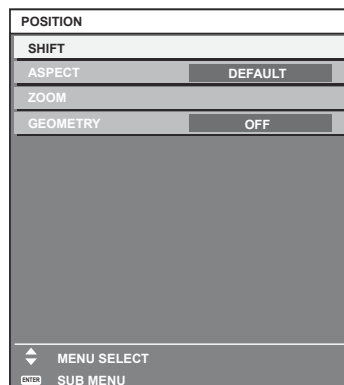 POSITION
SHIFT
ASPECT DEFAULT
ZOOM
GEOMETRY OFF
MENU SELECT
ENTER SUB MENU